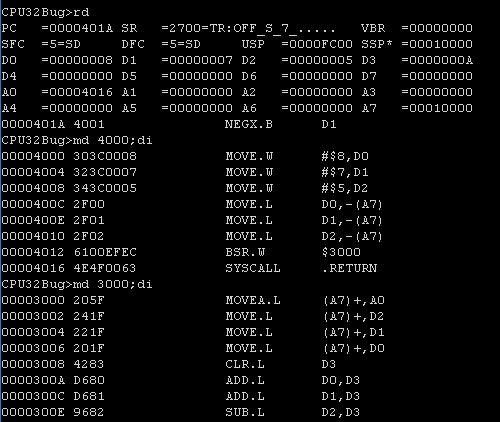 CPU32Bug>rd
PC   =0000401A SR   =2700=TR:OFF_S_7_.....   VBR  =00000000
SFC  =5=SD     DFC  =5=SD     USP  =0000FC00 SSP* =00010000
D0   =00000008 D1   =00000007 D2   =00000005 D3   =0000000A
D4   =00000000 D5   =00000000 D6   =00000000 D7   =00000000
A0   =00004016 A1   =00000000 A2   =00000000 A3   =00000000
A4   =00000000 A5   =00000000 A6   =00000000 A7   =00010000
0000401A 4001             NEGX.B      D1
CPU32Bug>md 4000;di
00004000 303C0008         MOVE.W      #$8,D0
00004004 323C0007         MOVE.W      #$7,D1
00004008 343C0005         MOVE.W      #$5,D2
0000400C 2F00             MOVE.L      D0,-(A7)
0000400E 2F01             MOVE.L      D1,-(A7)
00004010 2F02             MOVE.L      D2,-(A7)
00004012 6100EFEC         BSR.W       $3000
00004016 4E4F0063         SYSCALL     .RETURN
CPU32Bug>md 3000;di
00003000 205F             MOVEA.L     (A7)+,A0
00003002 241F             MOVE.L      (A7)+,D2
00003004 221F             MOVE.L      (A7)+,D1
00003006 201F             MOVE.L      (A7)+,D0
00003008 4283             CLR.L       D3
0000300A D680             ADD.L       D0,D3
0000300C D681             ADD.L       D1,D3
0000300E 9682             SUB.L       D2,D3